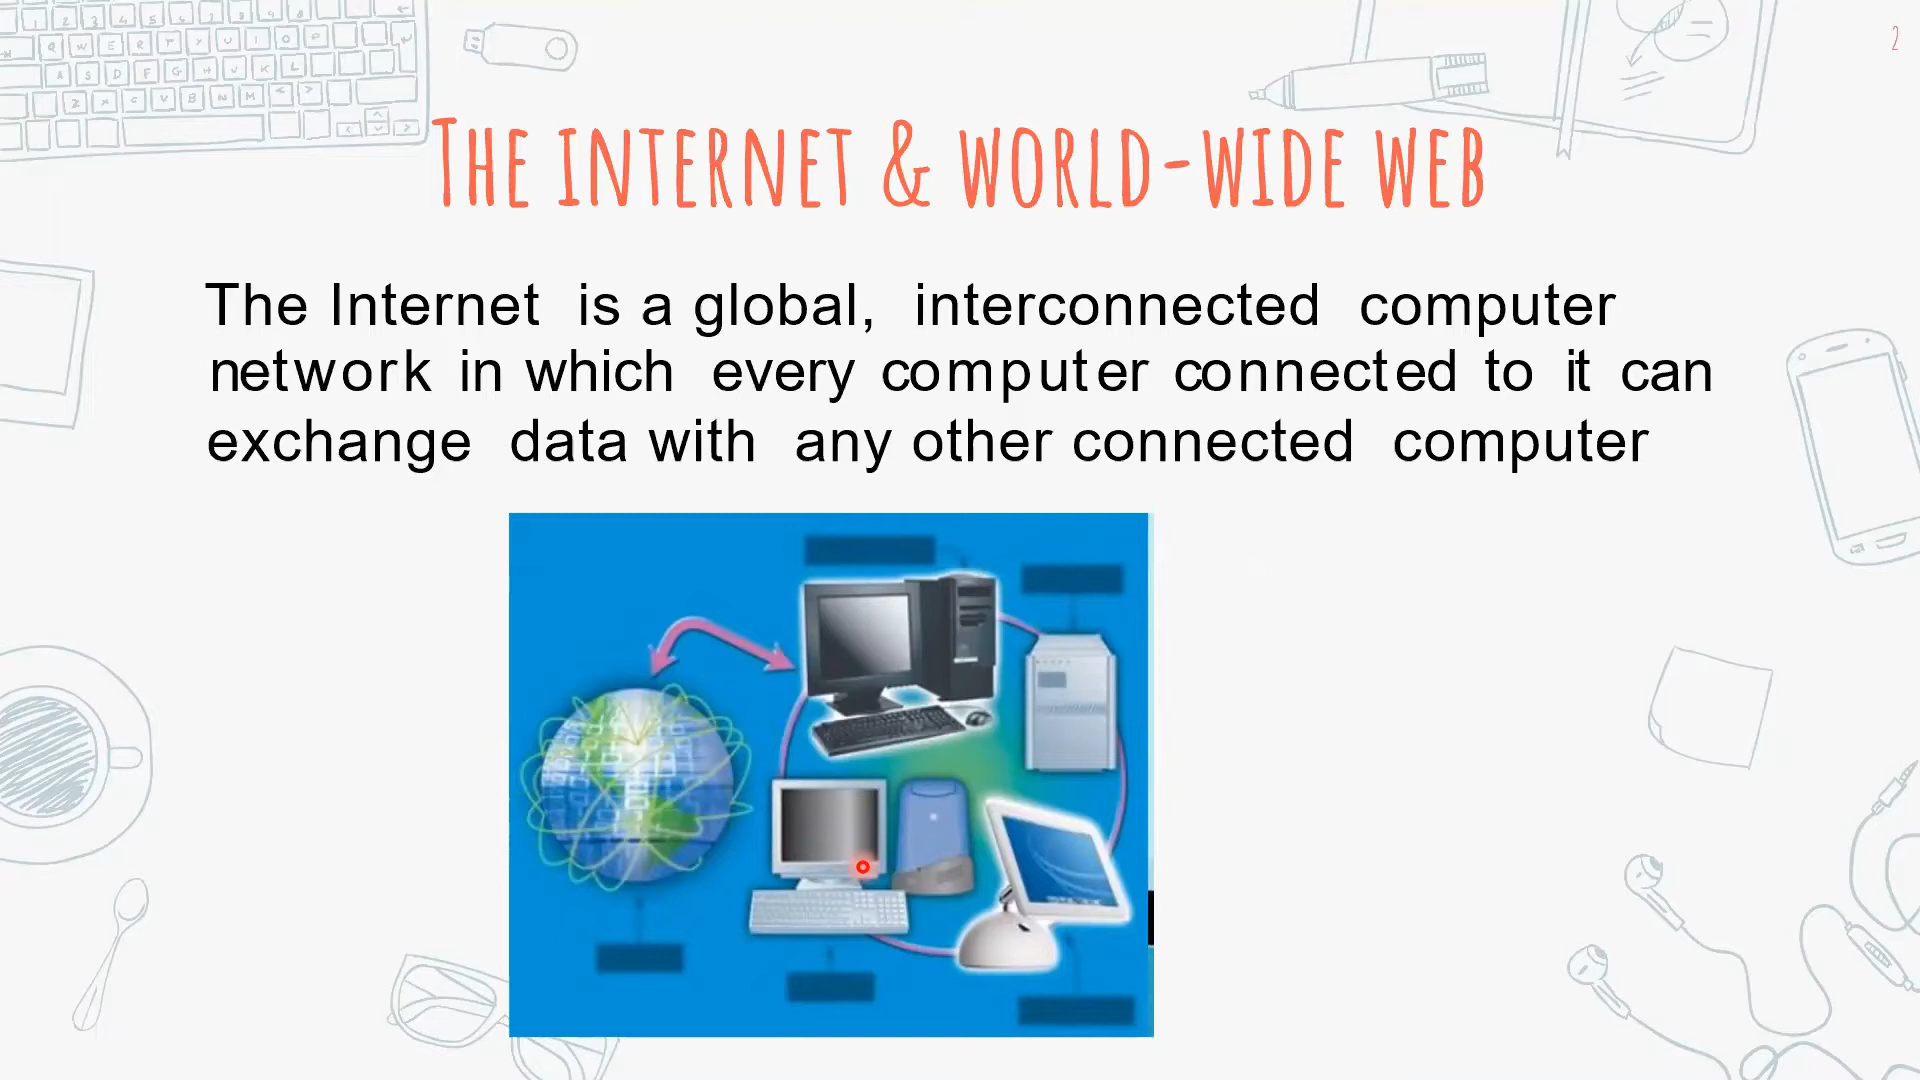 2
The internet & world-wide web
The Internet is a global, interconnected computer
network in which every computer connected to it can
exchange data with any other connected computer